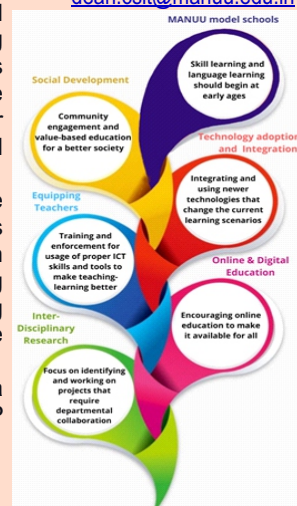 doan.csit@manuu.edu.in
MANUU model schools
Skill learning and
language learning
should begin at
early ages
Social Development
Community
engagement and
value-based education
for a better society
Technology adoption
and Integration
Integrating and
using newer
technologies that
change the current
learning scenarios
Equipping
Teachers
Training and
enforcement for
usage of proper ICT
skills and tools to
make teaching-
learning better
Online & Digital
Education
Encouraging online
education to make
it available for all
Inter-
Disciplinary
Research
Focus on identifying
and working on
projects that
require
departmental
collaboration